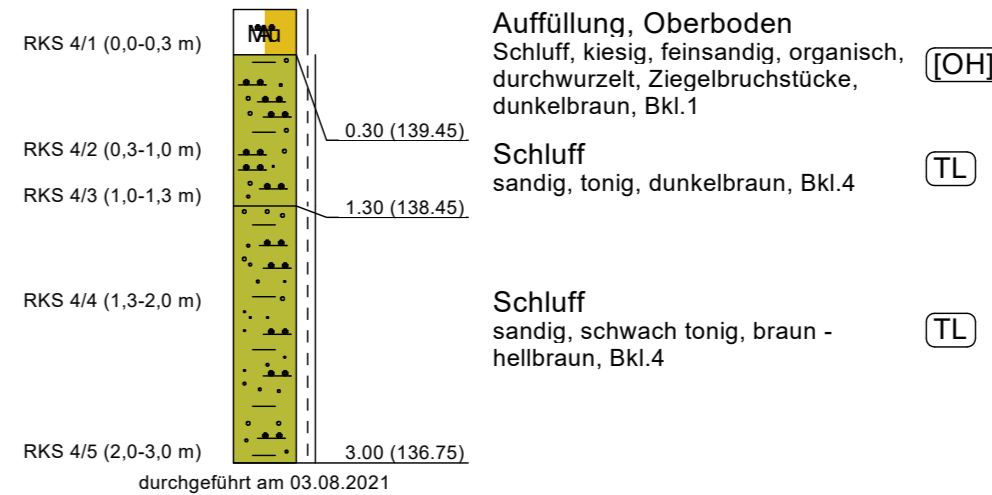 RKS 4/1 (0,0-0,3 m)
Auffüllung, Oberboden
Schluff, kiesig, feinsandig, organisch,
durchwurzelt, Ziegelbruchstücke,
dunkelbraun, Bkl.1
[OH]
0.30 (139.45)
RKS 4/2 (0,3-1,0 m)
Schluff
sandig, tonig, dunkelbraun, Bkl.4
TL
RKS 4/3 (1,0-1,3 m)
1.30 (138.45)
RKS 4/4 (1,3-2,0 m)
Schluff
sandig, schwach tonig, braun -
hellbraun, Bkl.4
TL
RKS 4/5 (2,0-3,0 m)
3.00 (136.75)
durchgeführt am 03.08.2021